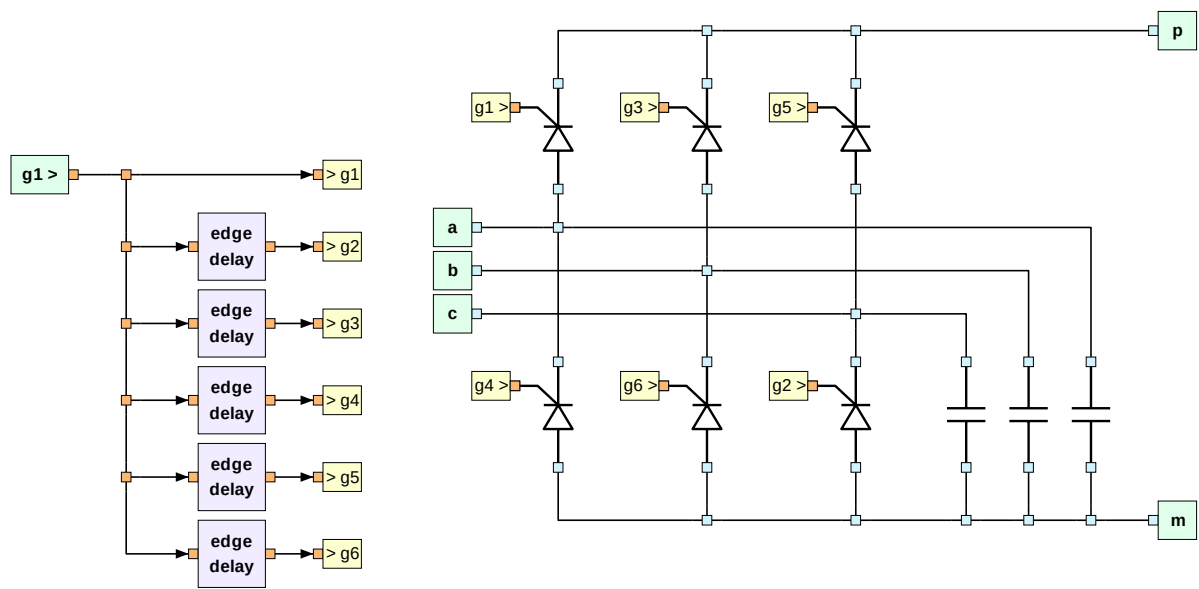 p
g1 >
g3 >
g5 >
g1 >
> g1
a
edge
delay
> g2
b
c
edge
delay
> g3
g4 >
g6 >
g2 >
edge
delay
> g4
edge
delay
> g5
m
edge
delay
> g6